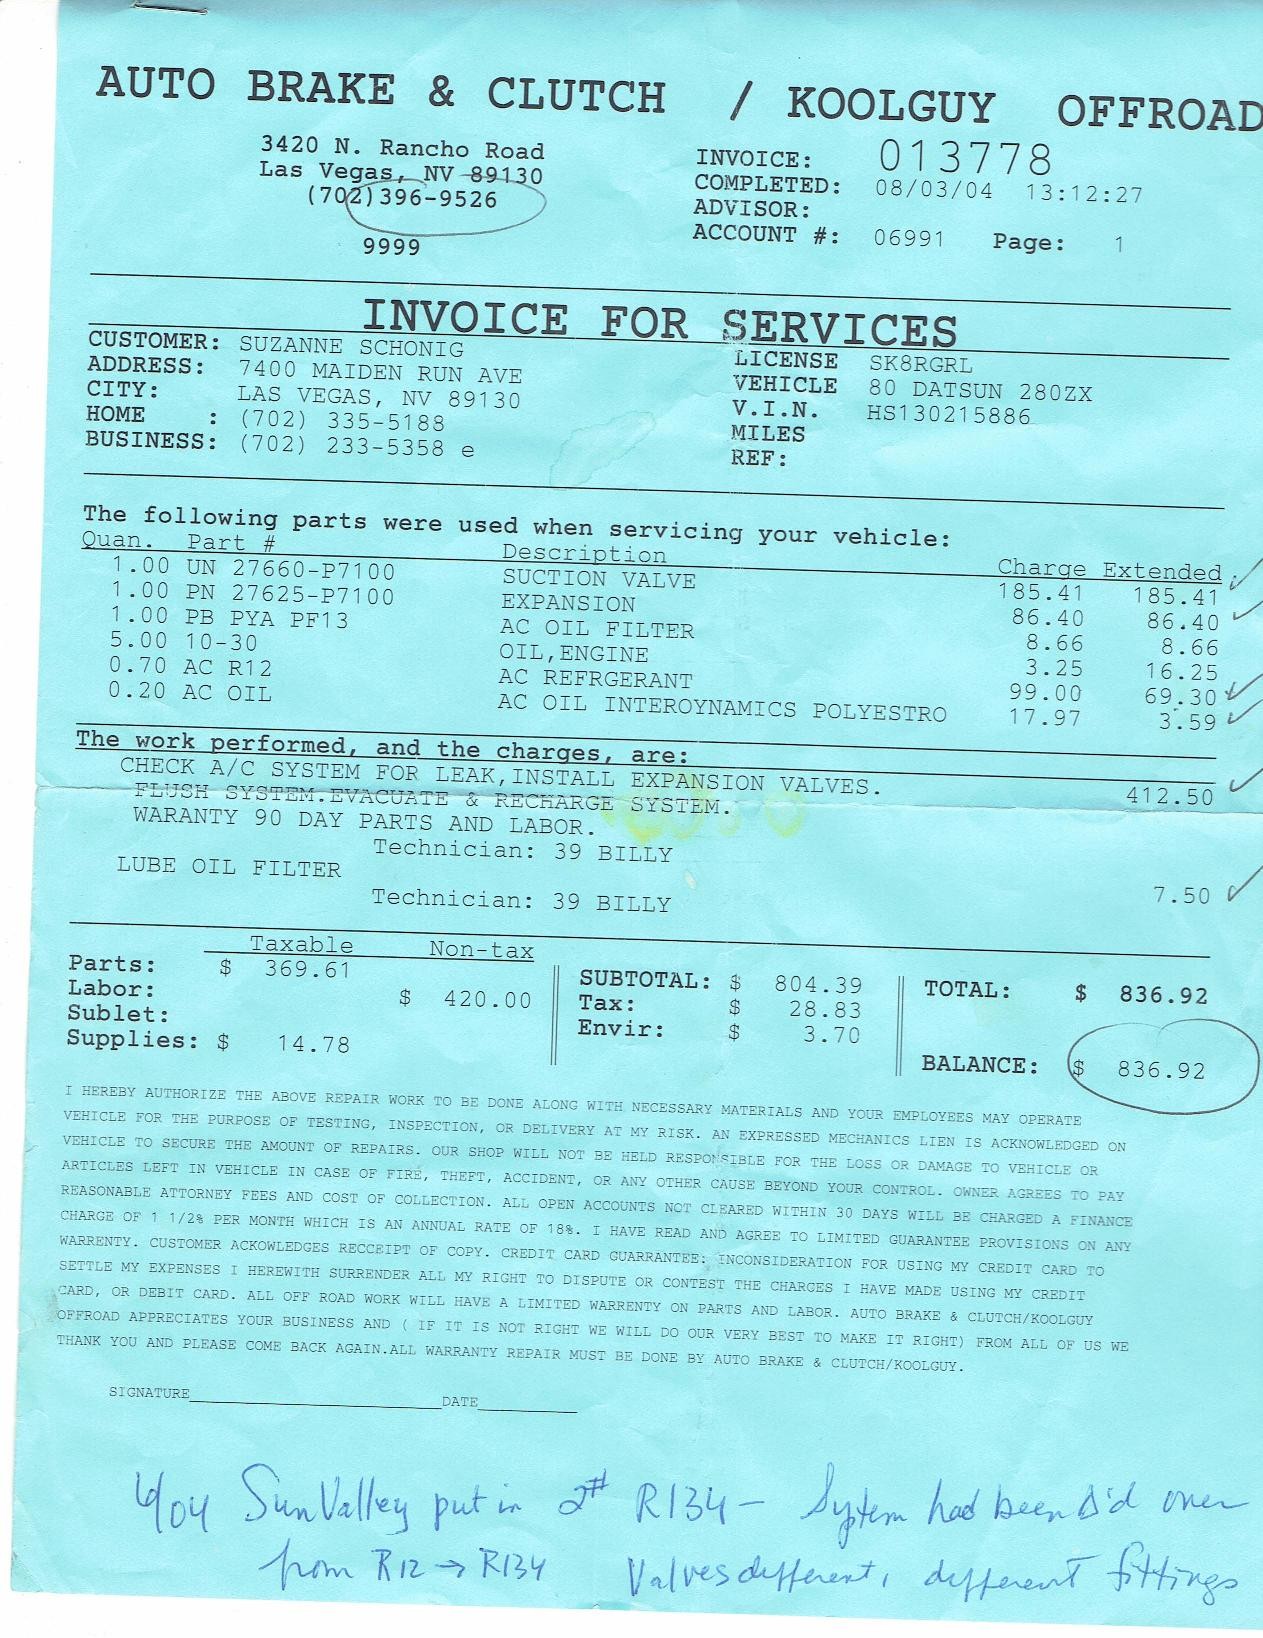 AUTO BRAKE & CLUTCH / KOOLGUY OFFROAD
3420 N. Rancho Road
Las Vegas, NV 89130
(702)396-9526
9999
INVOICE: 013778
COMPLETED: 08/03/04 13:12:27
ADVISOR:
ACCOUNT #: 06991 Page: 1
INVOICE FOR SERVICES
CUSTOMER: SUZANNE SCHONIG
ADDRESS: 7400 MAIDEN RUN AVE
CITY: LAS VEGAS, NV 89130
HOME : (702) 335-5188
BUSINESS: (702) 233-5358 e
LICENSE SK8RGRL
VEHICLE 80 DATSUN 280ZX
V.I.N. HS130215886
MILES
REF:
The following parts were used when servicing your vehicle:
Quan. Part # Description Charge Extended
1.00 UN 27660-P7100 SUCTION VALVE 185.41 185.41
1.00 PN 27625-P7100 EXPANSION 86.40 86.40
1.00 PB PYA PF13 AC OIL FILTER 8.66 8.66
5.00 10-30 OIL,ENGINE 3.25 16.25
0.70 AC R12 AC REFRGERANT 99.00 69.30
0.20 AC OIL AC OIL INTEROYNAMICS POLYESTRO 17.97 3.59
The work performed, and the charges, are:
CHECK A/C SYSTEM FOR LEAK,INSTALL EXPANSION VALVES. 412.50
FLUSH SYSTEM.EVACUATE & RECHARGE SYSTEM.
WARANTY 90 DAY PARTS AND LABOR.
Technician: 39 BILLY
LUBE OIL FILTER 7.50
Technician: 39 BILLY
Taxable Non-tax
Parts: $ 369.61
Labor: $ 420.00
Sublet:
Supplies: $ 14.78
SUBTOTAL: $ 804.39
Tax: $ 28.83
Envir: $ 3.70
TOTAL: $ 836.92
BALANCE: $ 836.92
I HEREBY AUTHORIZE THE ABOVE REPAIR WORK TO BE DONE ALONG WITH NECESSARY MATERIALS AND YOUR EMPLOYEES MAY OPERATE
VEHICLE FOR THE PURPOSE OF TESTING, INSPECTION, OR DELIVERY AT MY RISK. AN EXPRESSED MECHANICS LIEN IS ACKNOWLEDGED ON
VEHICLE TO SECURE THE AMOUNT OF REPAIRS. OUR SHOP WILL NOT BE HELD RESPONSIBLE FOR THE LOSS OR DAMAGE TO VEHICLE OR
ARTICLES LEFT IN VEHICLE IN CASE OF FIRE, THEFT, ACCIDENT, OR ANY OTHER CAUSE BEYOND YOUR CONTROL. OWNER AGREES TO PAY
REASONABLE ATTORNEY FEES AND COST OF COLLECTION. ALL OPEN ACCOUNTS NOT CLEARED WITHIN 30 DAYS WILL BE CHARGED A FINANCE
CHARGE OF 1 1/2% PER MONTH WHICH IS AN ANNUAL RATE OF 18%. I HAVE READ AND AGREE TO LIMITED GUARANTEE PROVISIONS ON ANY
WARRENTY. CUSTOMER ACKOWLEDGES RECCEIPT OF COPY. CREDIT CARD GUARRANTEE: INCONSIDERATION FOR USING MY CREDIT CARD TO
SETTLE MY EXPENSES I HEREWITH SURRENDER ALL MY RIGHT TO DISPUTE OR CONTEST THE CHARGES I HAVE MADE USING MY CREDIT
CARD, OR DEBIT CARD. ALL OFF ROAD WORK WILL HAVE A LIMITED WARRENTY ON PARTS AND LABOR. AUTO BRAKE & CLUTCH/KOOLGUY
OFFROAD APPRECIATES YOUR BUSINESS AND ( IF IT IS NOT RIGHT WE WILL DO OUR VERY BEST TO MAKE IT RIGHT) FROM ALL OF US WE
THANK YOU AND PLEASE COME BACK AGAIN.ALL WARRANTY REPAIR MUST BE DONE BY AUTO BRAKE & CLUTCH/KOOLGUY.
SIGNATURE DATE
6/04 Sun Valley put in 2# R134 - System had been Δ'd over
from R12 → R134 Valves different, different fittings